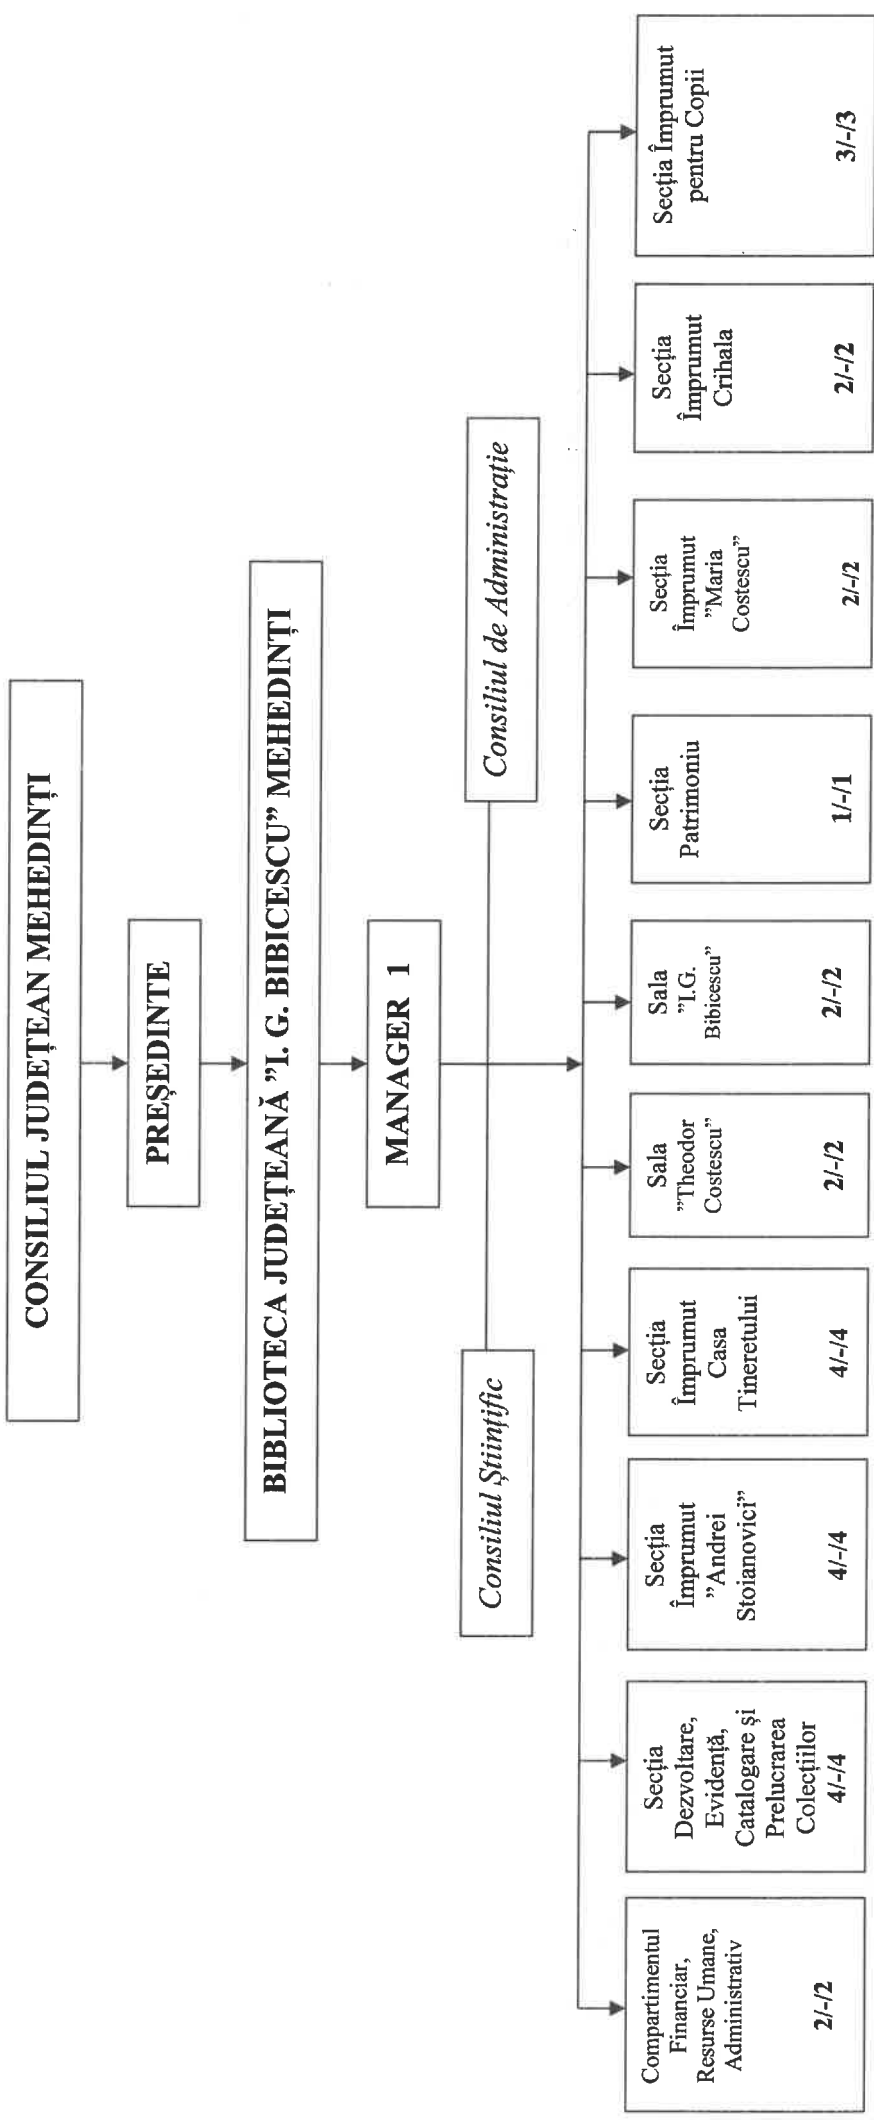 CONSILIUL JUDEȚEAN MEHEDINȚI
PREȘEDINTE
BIBLIOTECA JUDEȚEANĂ ”I. G. BIBICESCU” MEHEDINȚI
MANAGER 1
Consiliul Științific
Consiliul de Administrație
Compartimentul
Financiar,
Resurse Umane,
Administrativ
2/-/2
Secția
Dezvoltare,
Evidență,
Catalogare și
Prelucrarea
Colecțiilor
4/-/4
Secția
Împrumut
”Andrei
Stoianovici”
4/-/4
Secția
Împrumut
Casa
Tineretului
4/-/4
Sala
”Theodor
Costescu”
2/-/2
Sala
”I.G.
Bibicescu”
2/-/2
Secția
Patrimoniu
1/-/1
Secția
Împrumut
”Maria
Costescu”
2/-/2
Secția
Împrumut
Crihala
2/-/2
Secția Împrumut
pentru Copii
3/-/3